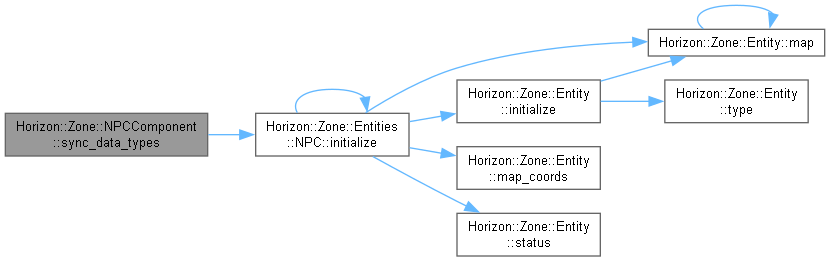 Horizon::Zone::NPCComponent
::sync_data_types
Horizon::Zone::Entities
::NPC::initialize
Horizon::Zone::Entity::map
Horizon::Zone::Entity
::initialize
Horizon::Zone::Entity
::type
Horizon::Zone::Entity
::map_coords
Horizon::Zone::Entity
::status